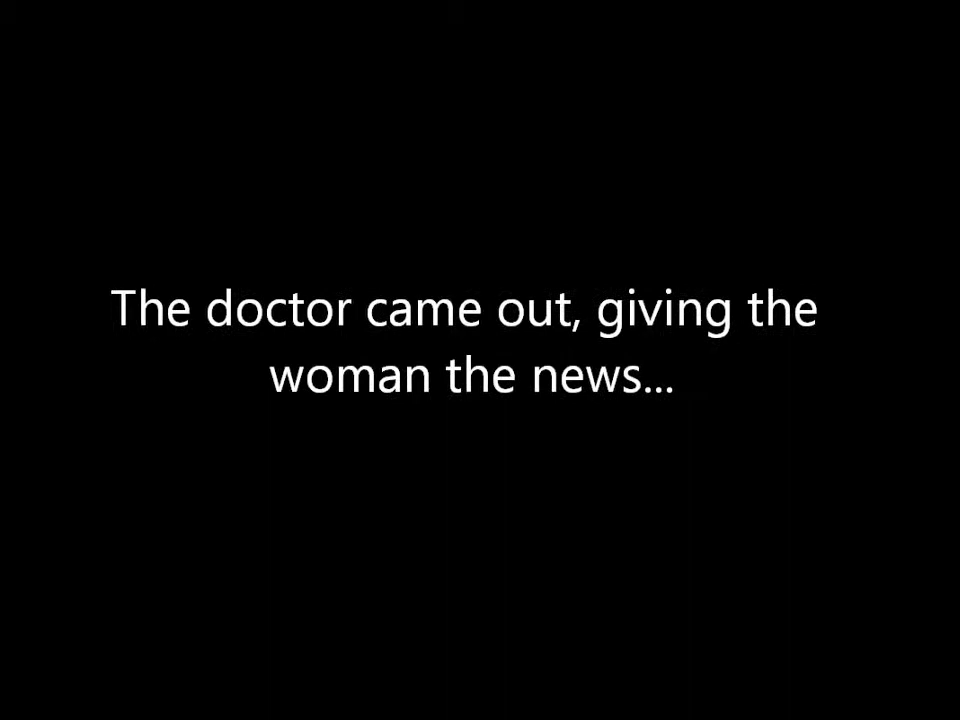 The doctor came out, giving the
woman the news...